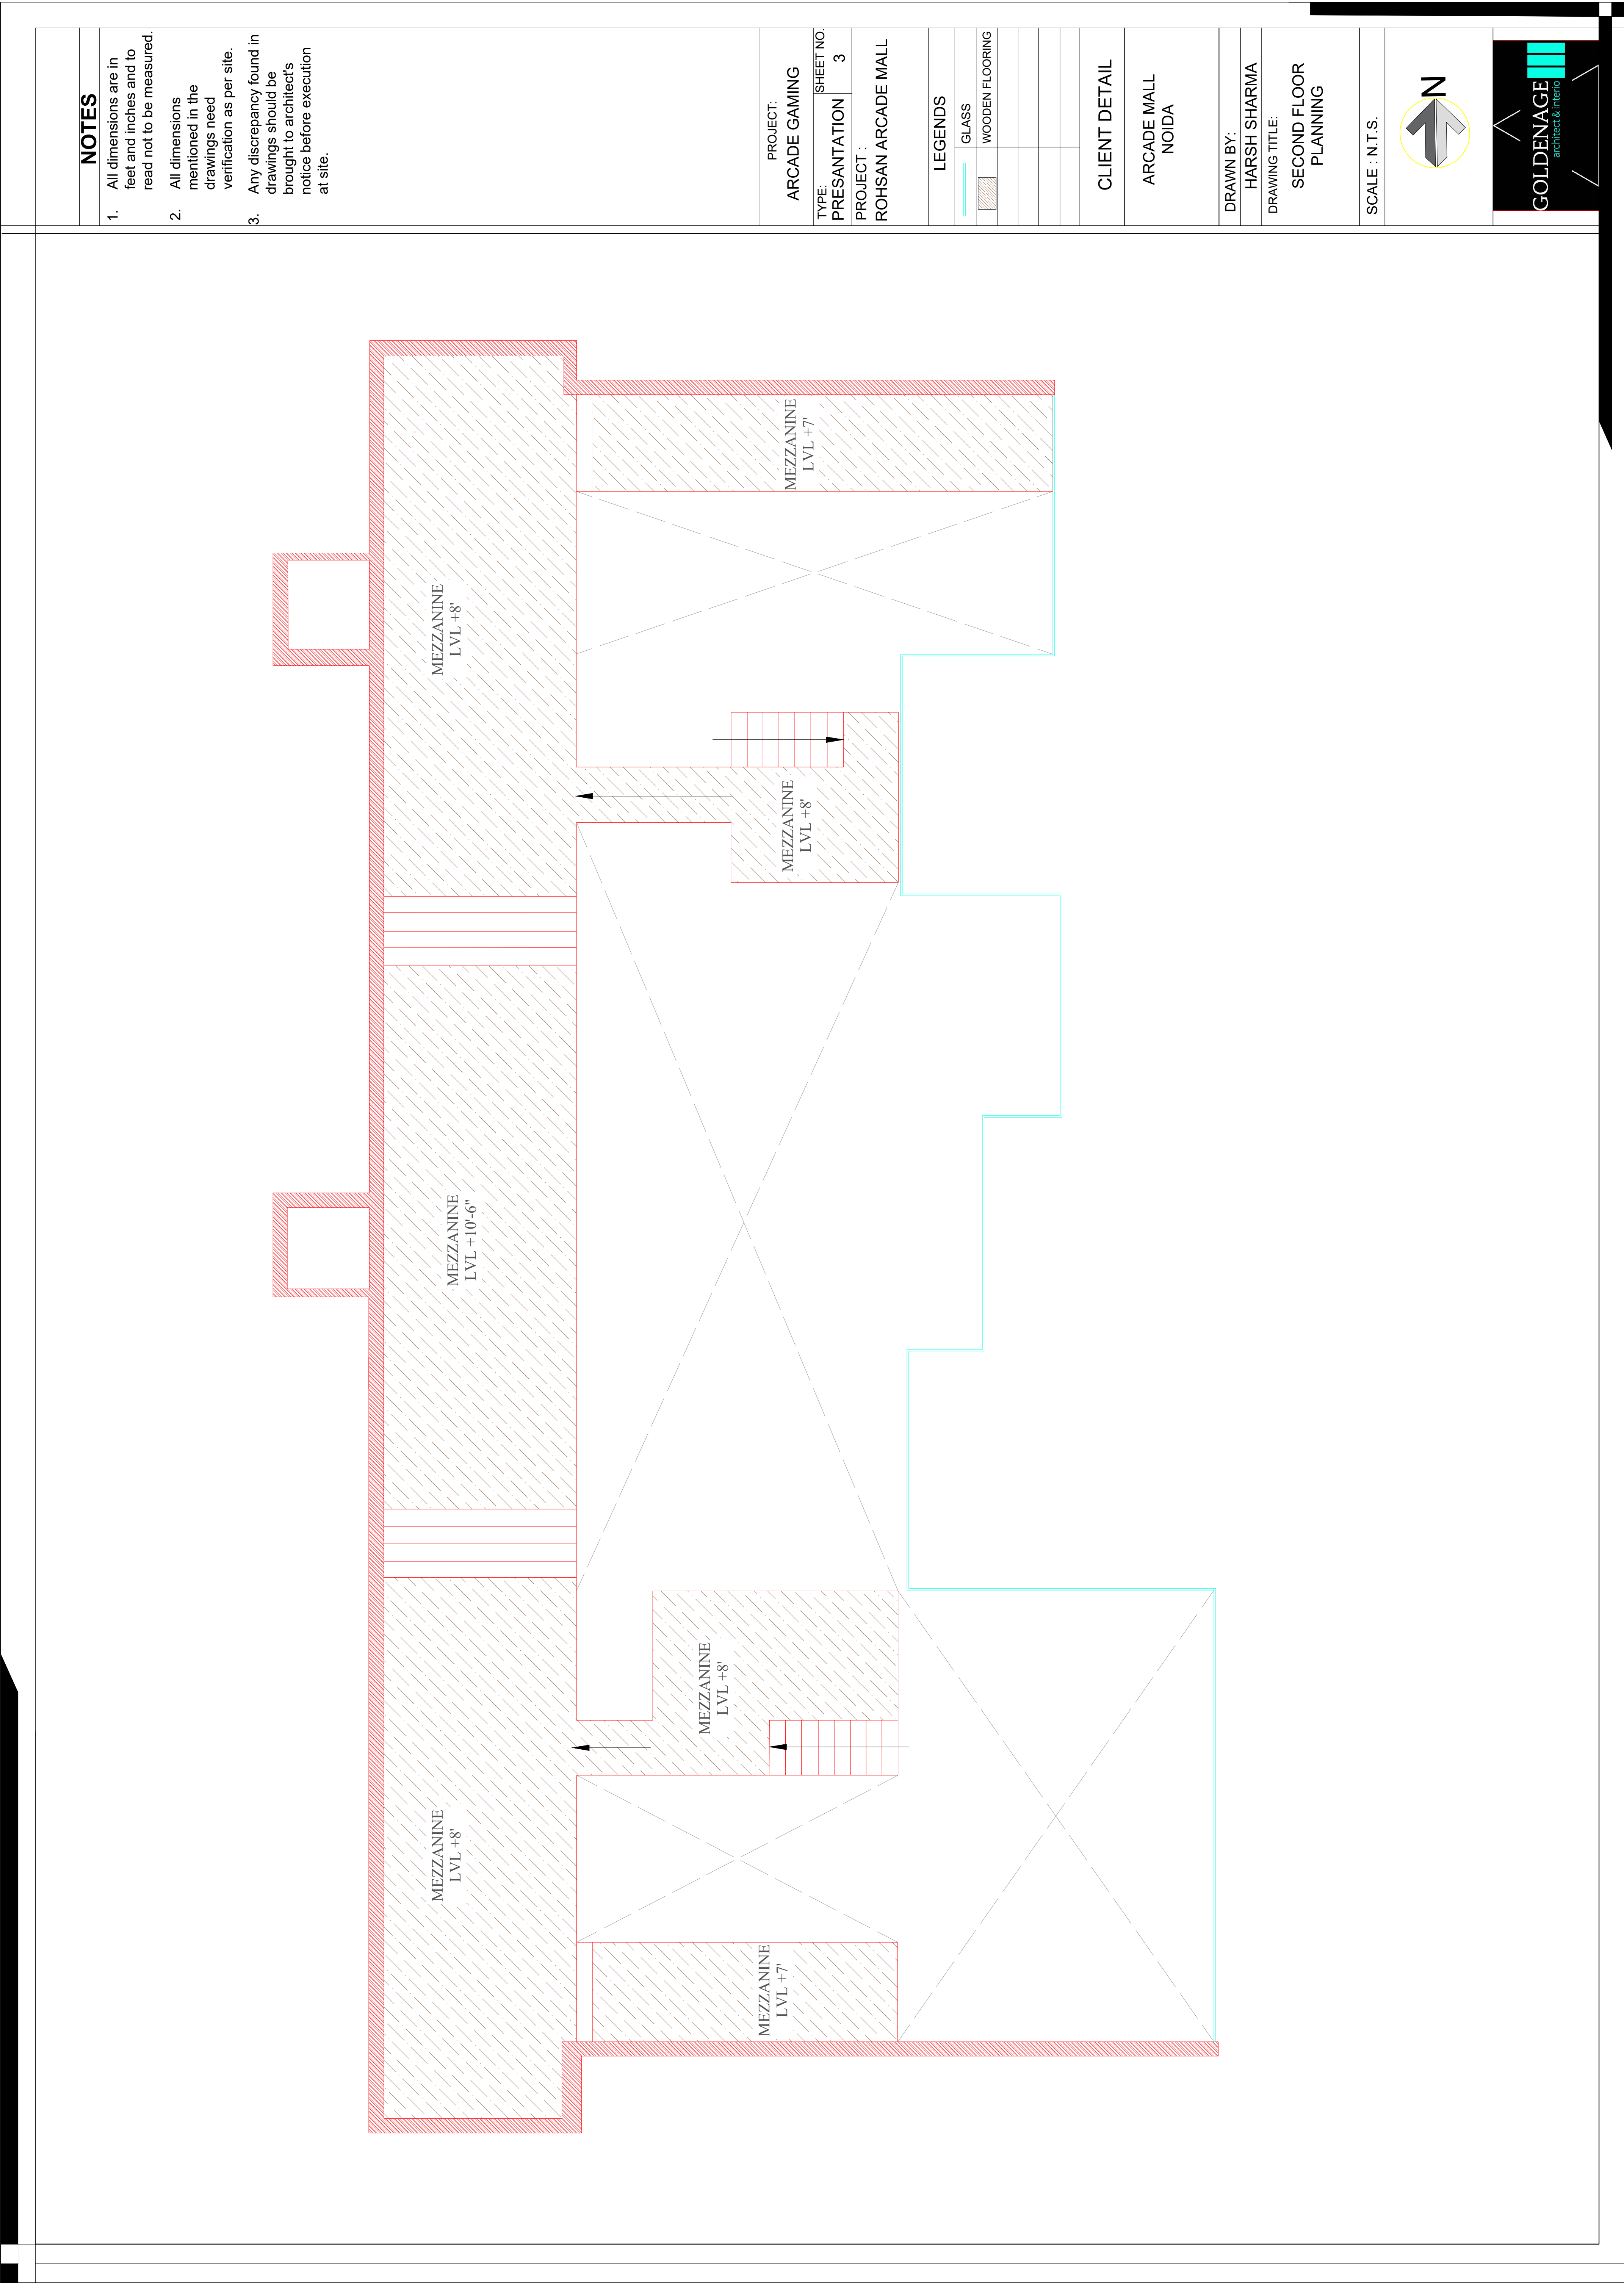 NOTES
1. All dimensions are in
feet and inches and to
read not to be measured.
2. All dimensions
mentioned in the
drawings need
verification as per site.
3. Any discrepancy found in
drawings should be
brought to architect's
notice before execution
at site.
PROJECT:
ARCADE GAMING
TYPE:
PRESANTATION
SHEET NO.
3
PROJECT :
ROHSAN ARCADE MALL
LEGENDS
GLASS
WOODEN FLOORING
CLIENT DETAIL
ARCADE MALL
NOIDA
DRAWN BY:
HARSH SHARMA
DRAWING TITLE:
SECOND FLOOR
PLANNING
SCALE : N.T.S.
N
GOLDENAGE
architect & interio
MEZZANINE
LVL +8'
MEZZANINE
LVL +10'-6"
MEZZANINE
LVL +8'
MEZZANINE
LVL +7'
MEZZANINE
LVL +8'
MEZZANINE
LVL +8'
MEZZANINE
LVL +7'